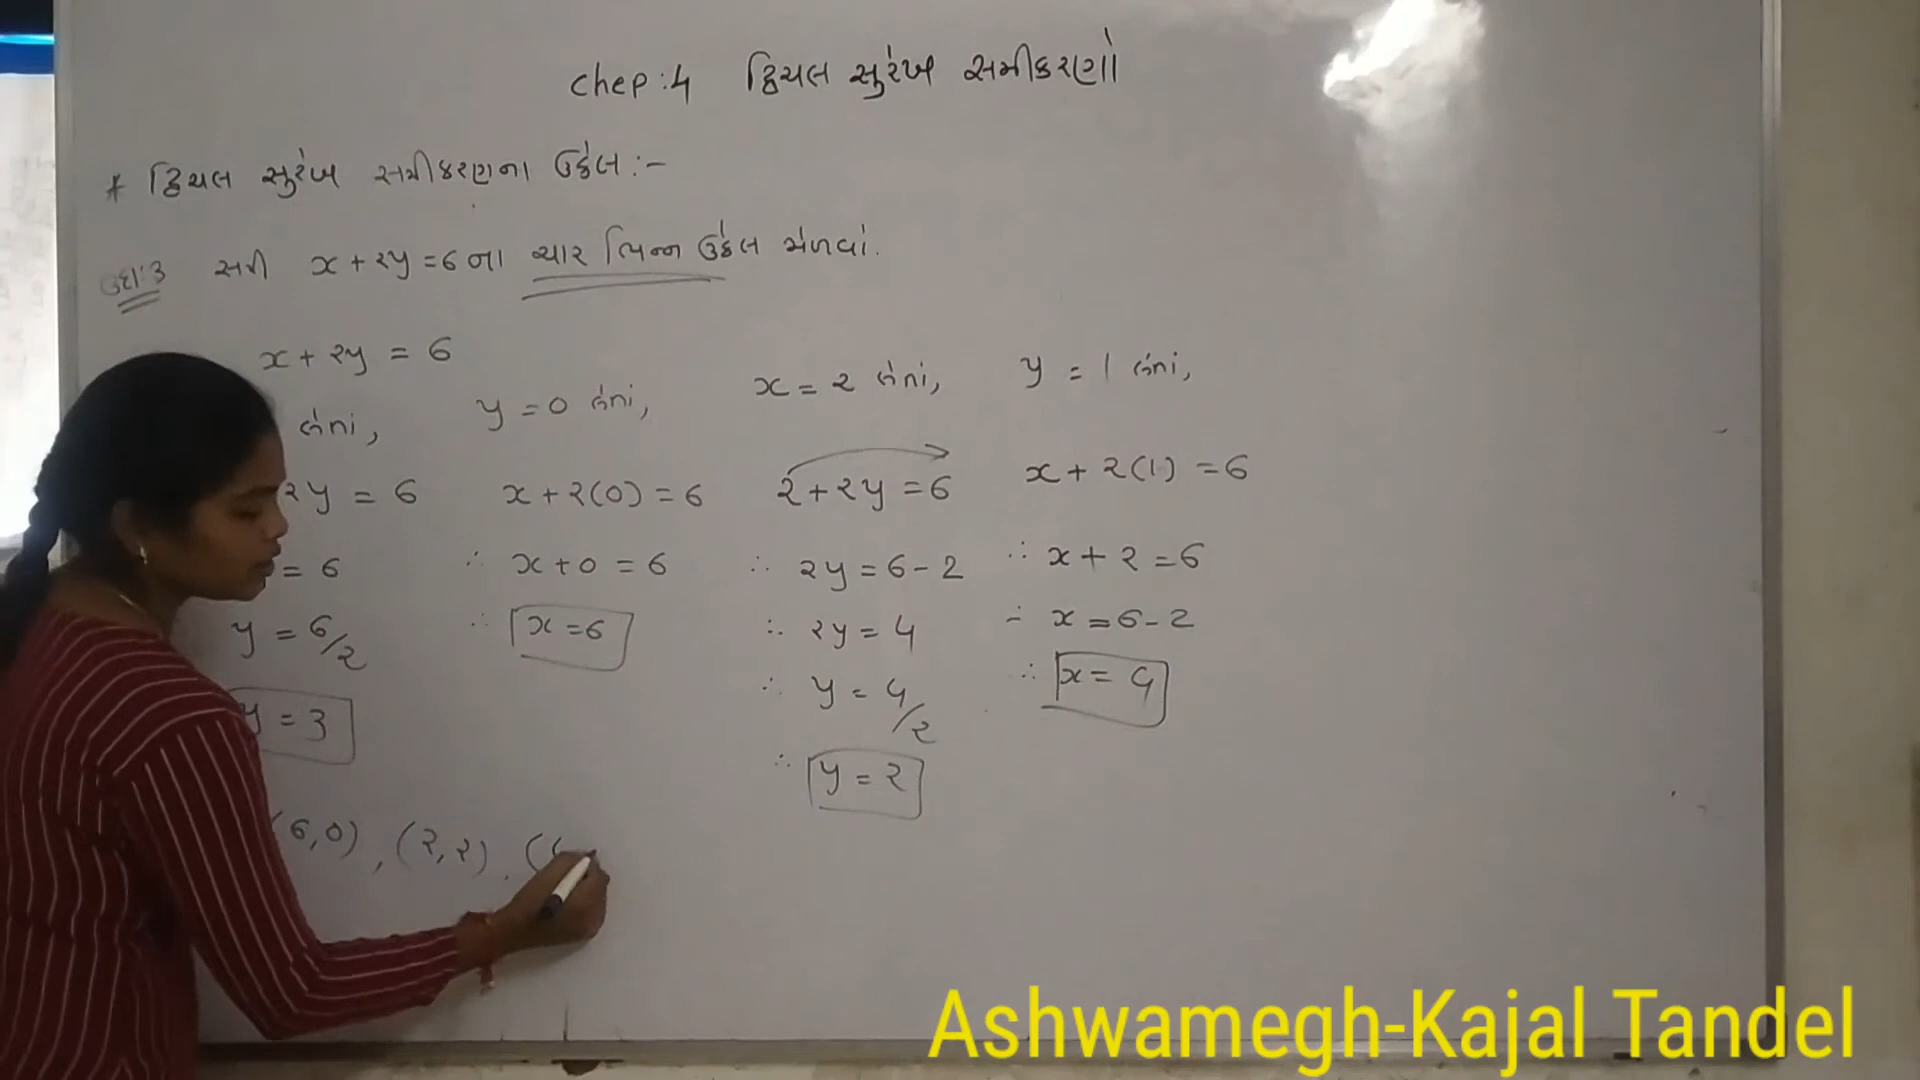 Chep:4 દ્વિચલ સુરેખ સમીકરણો
* દ્વિચલ સુરેખ સમીકરણના ઉકેલ :-
ઉદા:3 સમી x + 2y = 6 ના ચાર ભિન્ન ઉકેલ મેળવો.
x + 2y = 6
લેતાં,
2y = 6
= 6
y = 6/2
y = 3
y = 0 લેતાં,
x + 2(0) = 6
∴ x + 0 = 6
∴ x = 6
x = 2 લેતાં,
2 + 2y = 6
∴ 2y = 6 - 2
∴ 2y = 4
∴ y = 4/2
∴ y = 2
y = 1 લેતાં,
x + 2(1) = 6
∴ x + 2 = 6
∴ x = 6 - 2
∴ x = 4
(6,0), (2,2), (
Ashwamegh-Kajal Tandel